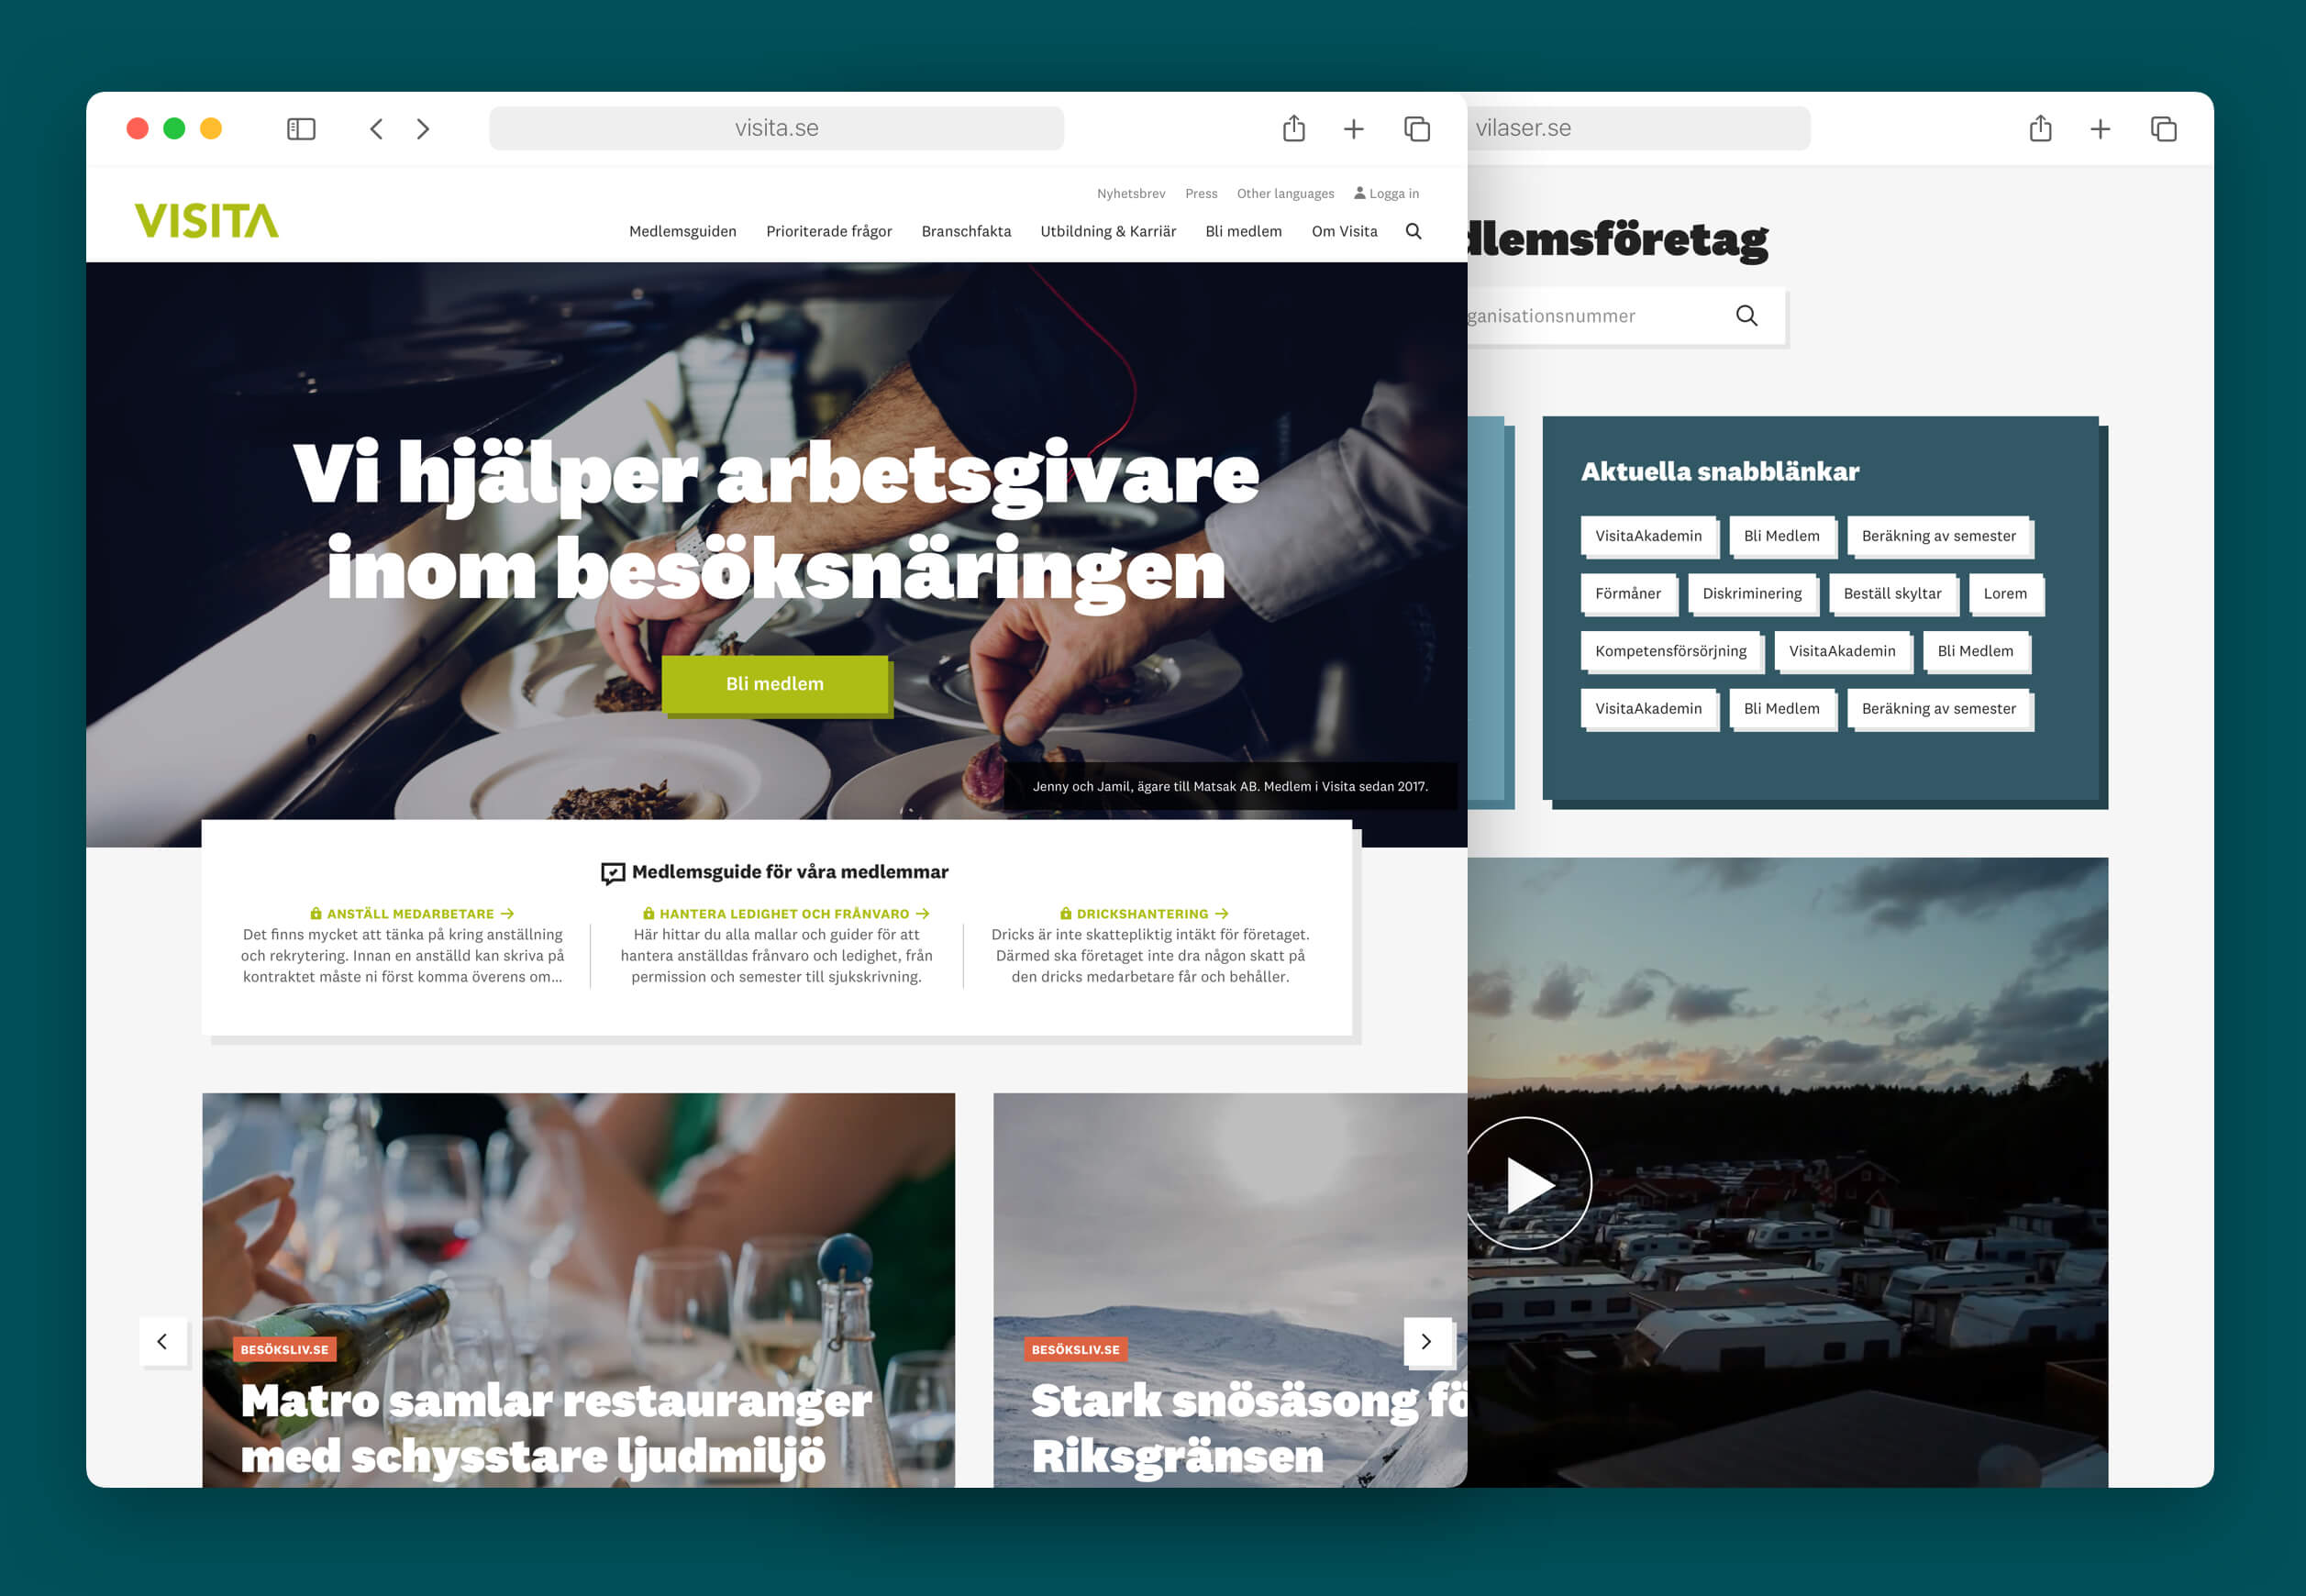 visita.se
VISITA
Nyhetsbrev Press Other languages Logga in
Medlemsguiden Prioriterade frågor Branschfakta Utbildning & Karriär Bli medlem Om Visita
Vi hjälper arbetsgivare
inom besöksnäringen
Bli medlem
Jenny och Jamil, ägare till Matsak AB. Medlem i Visita sedan 2017.
Medlemsguide för våra medlemmar
ANSTÄLL MEDARBETARE →
Det finns mycket att tänka på kring anställning
och rekrytering. Innan en anställd kan skriva på
kontraktet måste ni först komma överens om...
HANTERA LEDIGHET OCH FRÅNVARO →
Här hittar du alla mallar och guider för att
hantera anställdas frånvaro och ledighet, från
permission och semester till sjukskrivning.
DRICKSHANTERING →
Dricks är inte skattepliktig intäkt för företaget.
Därmed ska företaget inte dra någon skatt på
den dricks medarbetare får och behåller.
BESÖKSLIV.SE
Matro samlar restauranger
med schysstare ljudmiljö
BESÖKSLIV.SE
Stark snösäsong fö
Riksgränsen
vilaser.se
dlemsföretag
ganisationsnummer
Aktuella snabblänkar
VisitaAkademin Bli Medlem Beräkning av semester
Förmåner Diskriminering Beställ skyltar Lorem
Kompetensförsörjning VisitaAkademin Bli Medlem
VisitaAkademin Bli Medlem Beräkning av semester